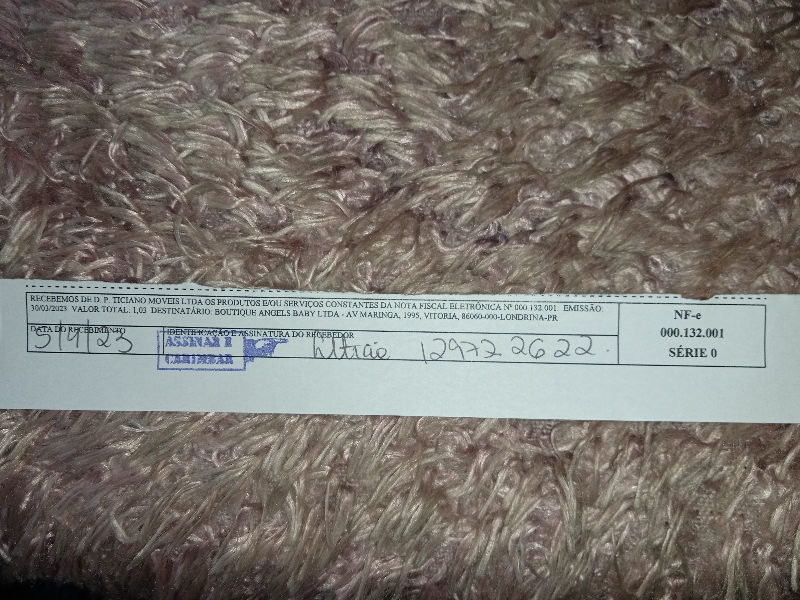 RECEBEMOS DE D. P. TICIANO MOVEIS LTDA OS PRODUTOS E/OU SERVIÇOS CONSTANTES DA NOTA FISCAL ELETRÔNICA Nº 000.132.001 EMISSÃO:
30/03/2023 VALOR TOTAL: 1,03 DESTINATÁRIO: BOUTIQUE ANGELS BABY LTDA - AV MARINGA, 1995, VITORIA, 86060-000-LONDRINA-PR
NF-e
000.132.001
SÉRIE 0
DATA DO RECEBIMENTO
IDENTIFICAÇÃO E ASSINATURA DO RECEBEDOR
5/4/23
ASSINAR E
CARIMBAR
12972 26 22.